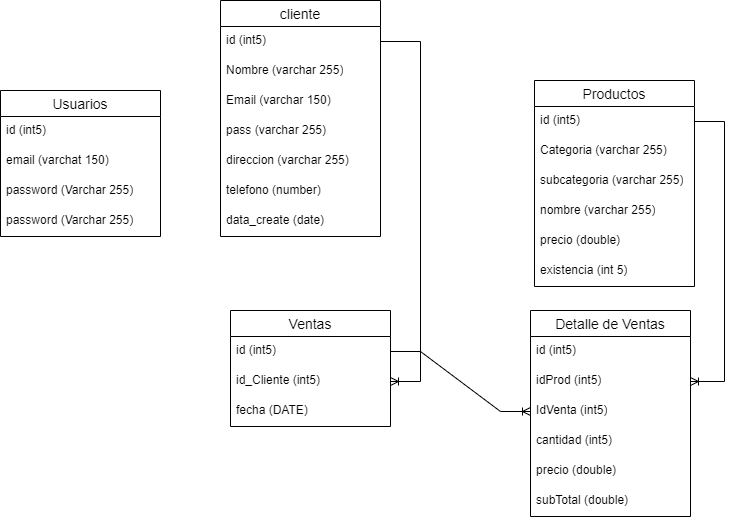 cliente
id (int5)
Nombre (varchar 255)
Email (varchar 150)
pass (varchar 255)
direccion (varchar 255)
telefono (number)
data_create (date)
Usuarios
id (int5)
email (varchat 150)
password (Varchar 255)
password (Varchar 255)
Productos
id (int5)
Categoria (varchar 255)
subcategoria (varchar 255)
nombre (varchar 255)
precio (double)
existencia (int 5)
Ventas
id (int5)
id_Cliente (int5)
fecha (DATE)
Detalle de Ventas
id (int5)
idProd (int5)
IdVenta (int5)
cantidad (int5)
precio (double)
subTotal (double)